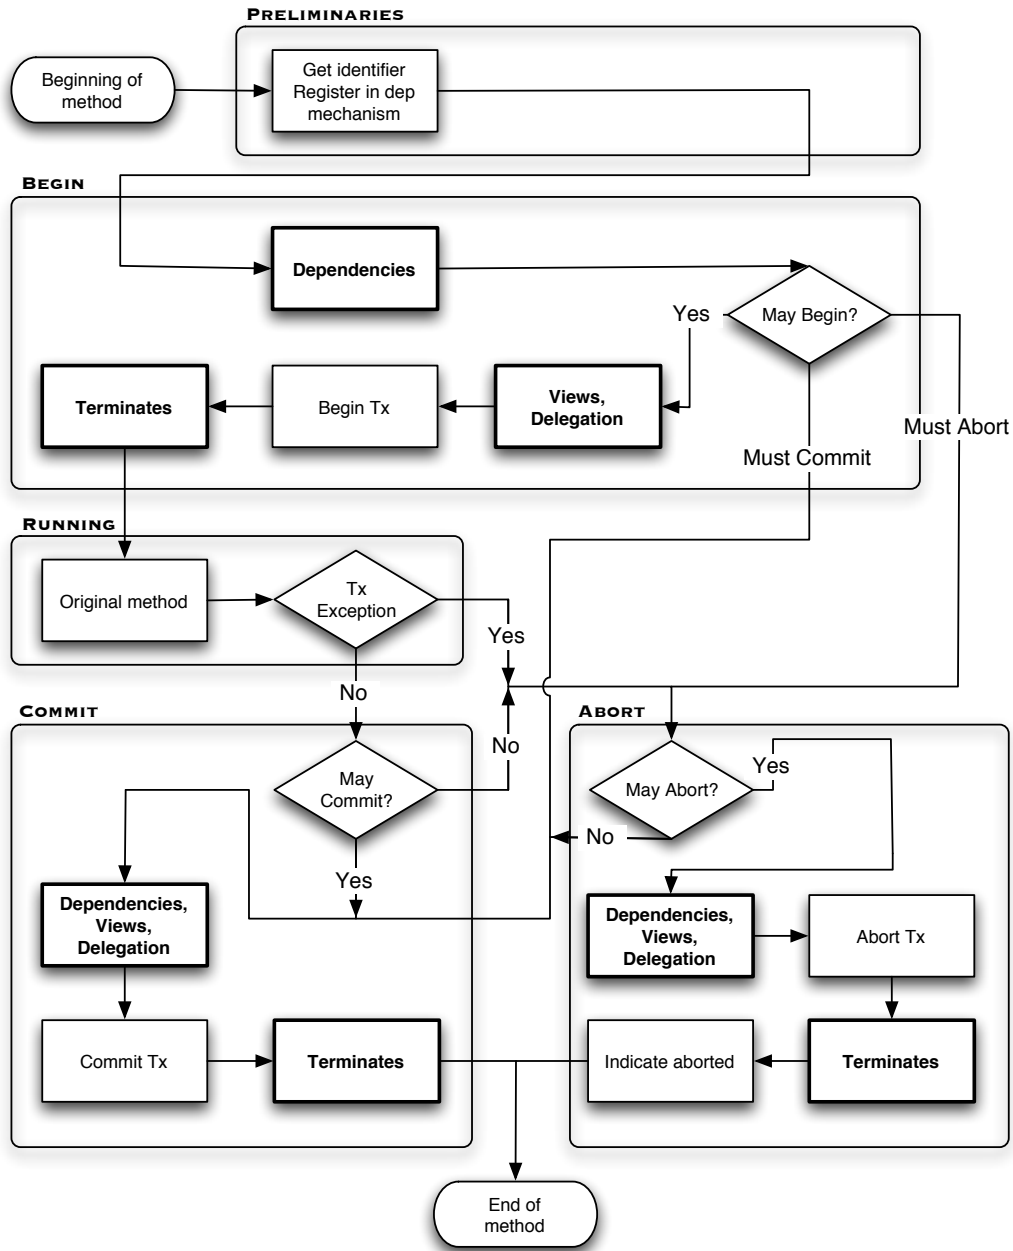 PRELIMINARIES
Beginning of
method
Get identifier
Register in dep
mechanism
BEGIN
Dependencies
May Begin?
Yes
Terminates
Begin Tx
Views,
Delegation
Must Abort
Must Commit
RUNNING
Original method
Tx
Exception
Yes
No
COMMIT
No
ABORT
May
Commit?
May Abort?
Yes
No
Yes
Dependencies,
Views,
Delegation
Dependencies,
Views,
Delegation
Abort Tx
Commit Tx
Terminates
Indicate aborted
Terminates
End of
method